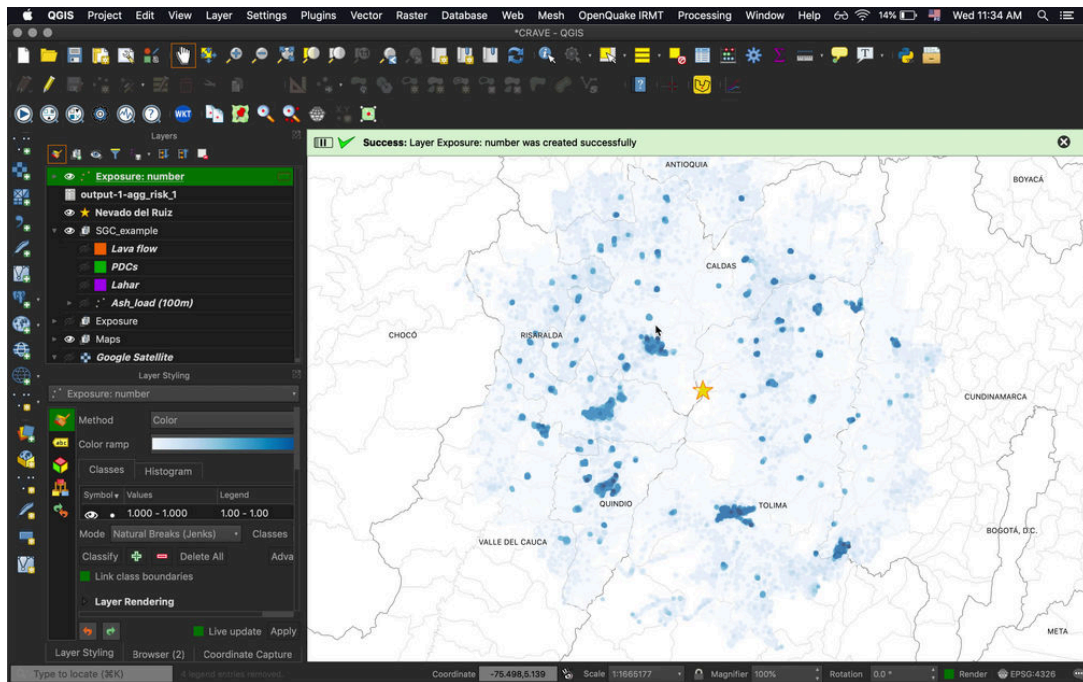 QGIS Project Edit View Layer Settings Plugins Vector Raster Database Web Mesh OpenQuake IRMT Processing Window Help 14% Wed 11:34 AM
*CRAVE - QGIS
WKT
Layers
Success: Layer Exposure: number was created successfully
Exposure: number
output-1-agg_risk_1
Nevado del Ruiz
SGC_example
Lava flow
PDCs
Lahar
Ash_load (100m)
Exposure
Maps
Google Satellite
Layer Styling
Exposure: number
Method Color
Color ramp
Classes Histogram
Symbol Values Legend
1.000 - 1.000 1.00 - 1.00
Mode Natural Breaks (Jenks) Classes
Classify Delete All Adva
Link class boundaries
Layer Rendering
Live update Apply
Layer Styling Browser (2) Coordinate Capture
ANTIOQUIA
BOYACÁ
CALDAS
CHOCÓ
RISARALDA
CUNDINAMARCA
QUINDIO
TOLIMA
VALLE DEL CAUCA
BOGOTÁ, D.C.
META
Type to locate (⌘K) 4 legend entries removed. Coordinate -75.498,5.139 Scale 1:1665177 Magnifier 100% Rotation 0.0 ° Render EPSG:4326